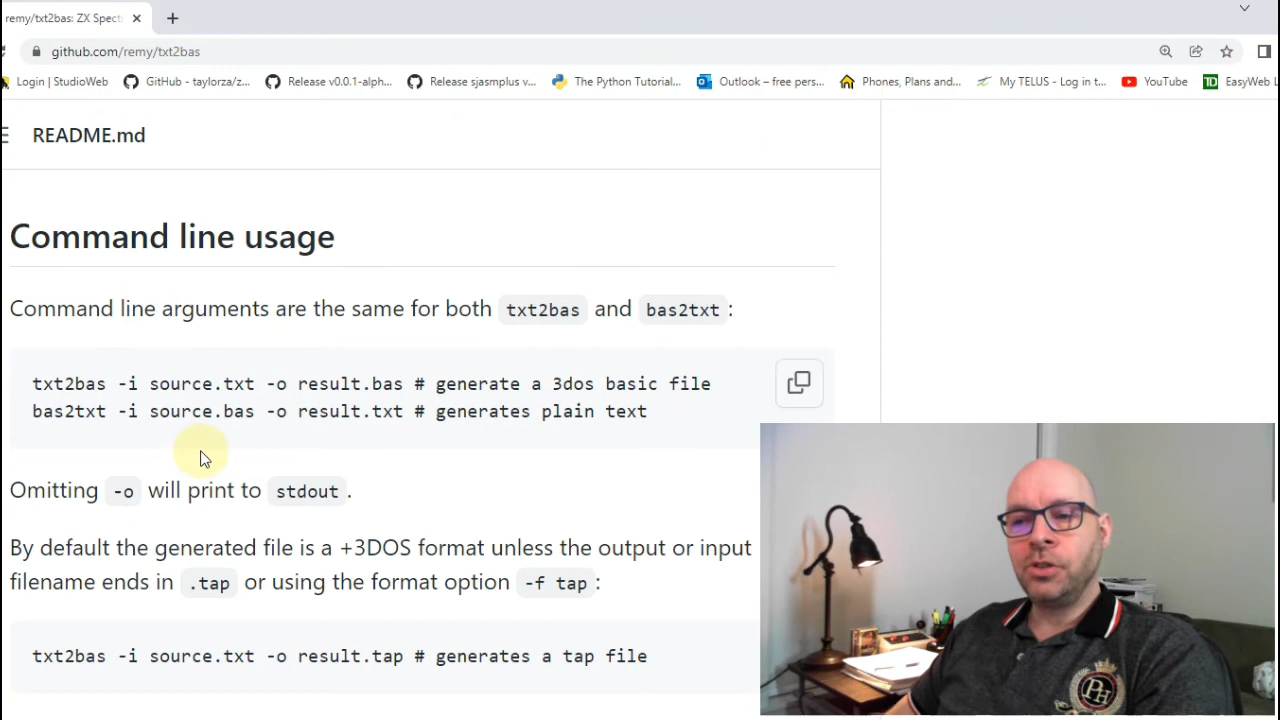 remy/txt2bas: ZX Spect
github.com/remy/txt2bas
Login | StudioWeb
GitHub - taylorza/z...
Release v0.0.1-alph...
Release sjasmplus v...
The Python Tutorial...
Outlook – free pers...
Phones, Plans and...
My TELUS - Log in t...
YouTube
TD
EasyWeb L
README.md
Command line usage
Command line arguments are the same for both txt2bas and bas2txt:
txt2bas -i source.txt -o result.bas # generate a 3dos basic file
bas2txt -i source.bas -o result.txt # generates plain text
Omitting -o will print to stdout.
By default the generated file is a +3DOS format unless the output or input
filename ends in .tap or using the format option -f tap:
txt2bas -i source.txt -o result.tap # generates a tap file
PH